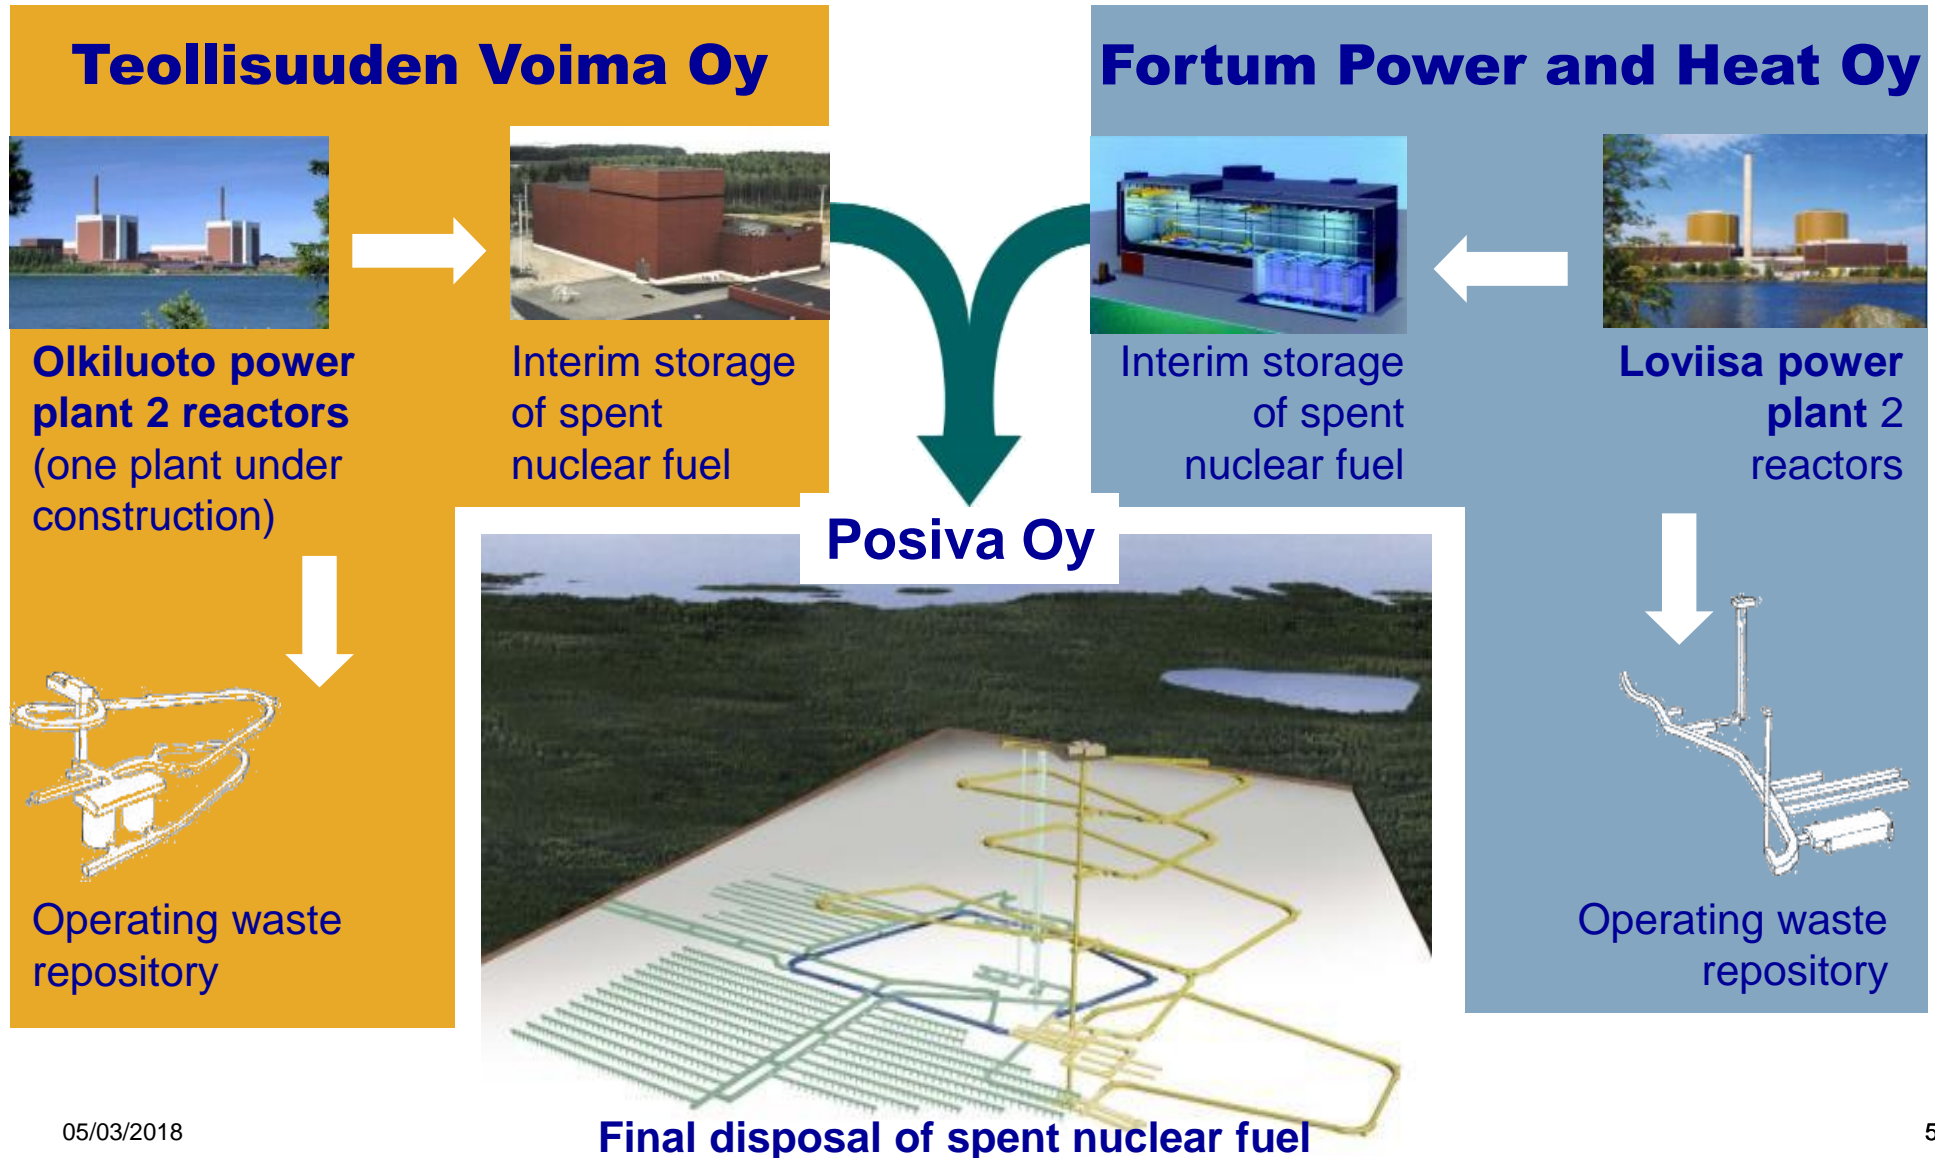 Teollisuuden Voima Oy
Fortum Power and Heat Oy
Olkiluoto power
plant 2 reactors
(one plant under
construction)
Interim storage
of spent
nuclear fuel
Interim storage
of spent
nuclear fuel
Loviisa power
plant 2
reactors
Posiva Oy
Operating waste
repository
Operating waste
repository
Final disposal of spent nuclear fuel
05/03/2018
5